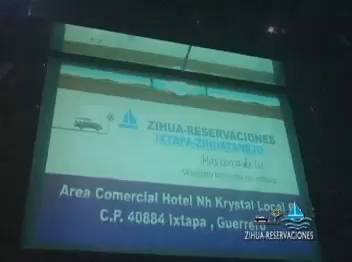 ZIHUA-RESERVACIONES
IXTAPA-ZIHUATANEJO
Area Comercial Hotel Nh Krystal Local
C.P. 40884 Ixtapa , Guerrero
ZIHUA-RESERVACIONES